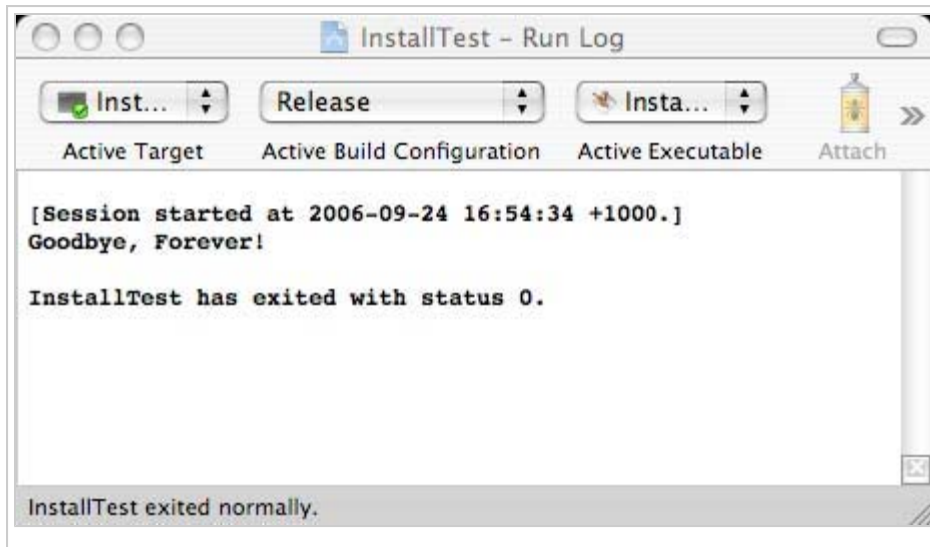 InstallTest – Run Log
Inst... Release Insta... »
Active Target Active Build Configuration Active Executable Attach
[Session started at 2006-09-24 16:54:34 +1000.]
Goodbye, Forever!
InstallTest has exited with status 0.
InstallTest exited normally.